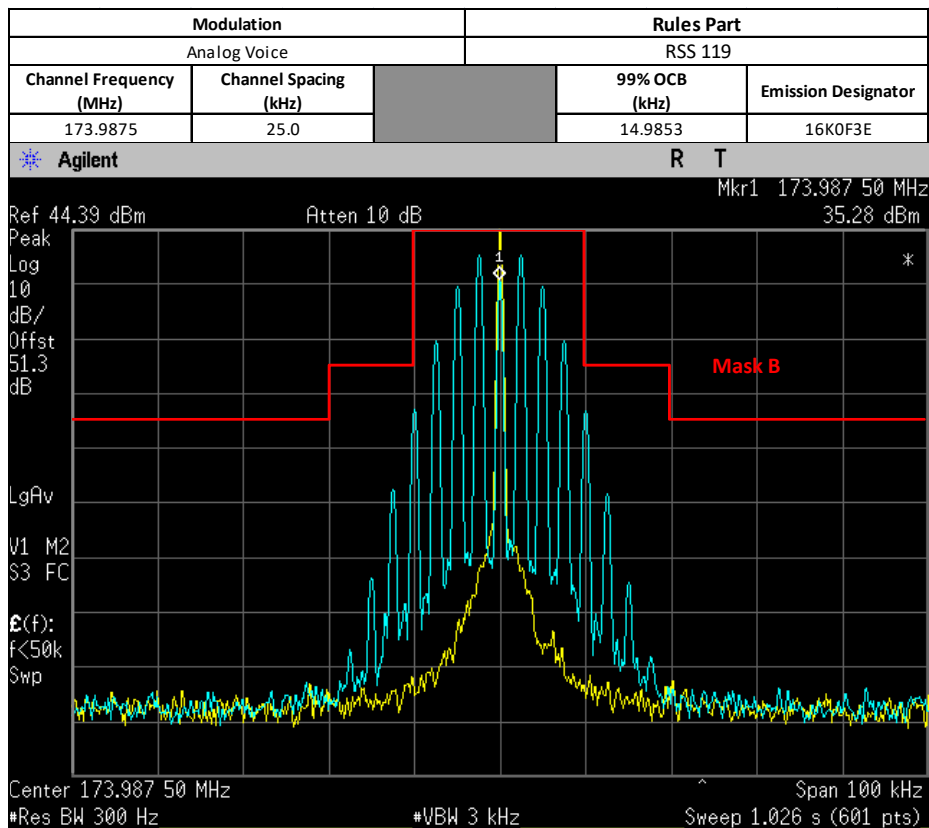 Modulation Rules Part
Analog Voice RSS 119
Channel Frequency (MHz) Channel Spacing (kHz) 99% OCB (kHz) Emission Designator
173.9875 25.0 14.9853 16K0F3E
Agilent R T
Mkr1 173.987 50 MHz
Ref 44.39 dBm Atten 10 dB 35.28 dBm
Peak
Log
10
dB/
Offst
51.3
dB
1
*
Mask B
LgAv
V1 M2
S3 FC
£(f):
f<50k
Swp
Center 173.987 50 MHz ^ Span 100 kHz
#Res BW 300 Hz #VBW 3 kHz Sweep 1.026 s (601 pts)